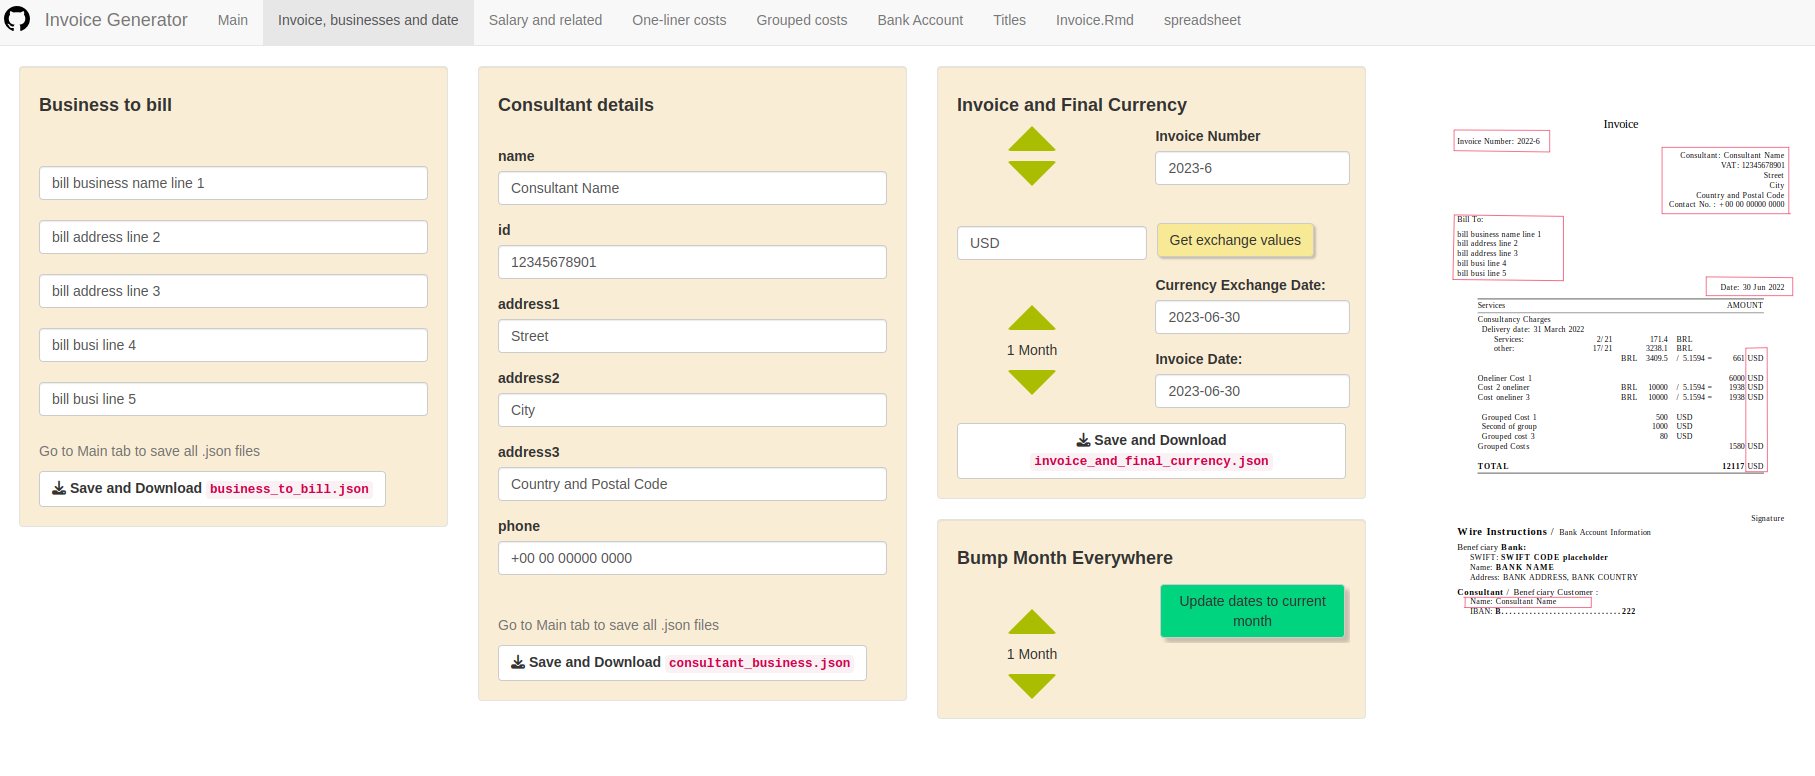 Invoice Generator
Main
Invoice, businesses and date
Salary and related
One-liner costs
Grouped costs
Bank Account
Titles
Invoice.Rmd
spreadsheet
Business to bill
bill business name line 1
bill address line 2
bill address line 3
bill busi line 4
bill busi line 5
Go to Main tab to save all .json files
Save and Download business_to_bill.json
Consultant details
name
Consultant Name
id
12345678901
address1
Street
address2
City
address3
Country and Postal Code
phone
+00 00 00000 0000
Go to Main tab to save all .json files
Save and Download consultant_business.json
Invoice and Final Currency
Invoice Number
2023-6
USD
Get exchange values
Currency Exchange Date:
2023-06-30
1 Month
Invoice Date:
2023-06-30
Save and Download
invoice_and_final_currency.json
Bump Month Everywhere
Update dates to current
month
1 Month
Invoice
Invoice Number: 2022-6
Consultant: Consultant Name
VAT: 12345678901
Street
City
Country and Postal Code
Contact No. : +00 00 00000 0000
Bill To:
bill business name line 1
bill address line 2
bill address line 3
bill busi line 4
bill busi line 5
Date: 30 Jun 2022
Services AMOUNT
Consultancy Charges
Delivery date: 31 March 2022
Services: 2/21 171.4 BRL
other: 17/21 3238.1 BRL
BRL 3409.5 / 5.1594 = 661 USD
Oneliner Cost 1 6000 USD
Cost 2 oneliner BRL 10000 / 5.1594 = 1938 USD
Cost oneliner 3 BRL 10000 / 5.1594 = 1938 USD
Grouped Cost 1 500 USD
Second of group 1000 USD
Grouped cost 3 80 USD
Grouped Costs 1580 USD
TOTAL 12117 USD
Signature
Wire Instructions / Bank Account Information
Beneficiary Bank:
SWIFT: SWIFT CODE placeholder
Name: BANK NAME
Address: BANK ADDRESS, BANK COUNTRY
Consultant / Beneficiary Customer :
Name: Consultant Name
IBAN: B..............................222